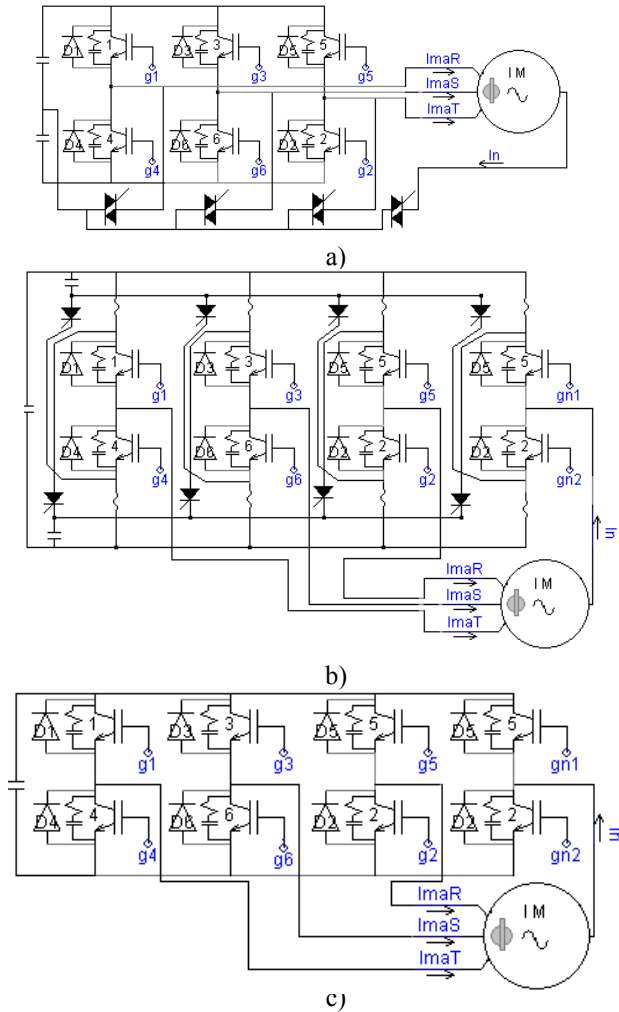 D1 1 g1 D3 3 g3 D5 5 g5
ImaR
ImaS
ImaT
IM
D4 4 g4 D6 6 g6 D2 2 g2
In
a)
D1 1 g1 D3 3 g3 D5 5 g5 D5 5 gn1
D4 4 g4 D6 6 g6 D2 2 g2 D2 2 gn2
In
ImaR
ImaS
ImaT
IM
b)
D1 1 g1 D3 3 g3 D5 5 g5 D5 5 gn1
D4 4 g4 D6 6 g6 D2 2 g2 D2 2 gn2
In
ImaR
ImaS
ImaT
IM
c)